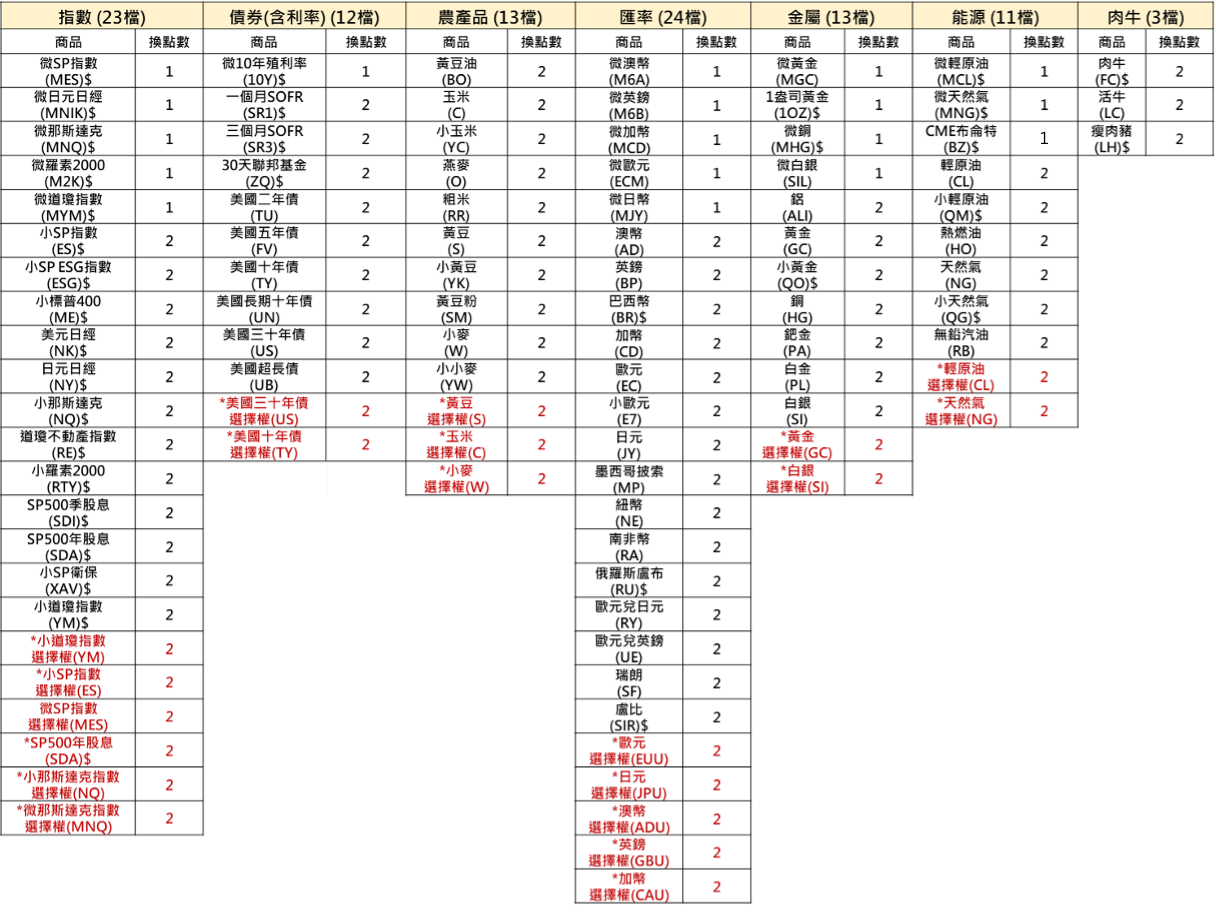 指數 (23檔)
商品
換點數
微SP指數
(MES)$
1
微日元日經
(MNIK)$
1
微那斯達克
(MNQ)$
1
微羅素2000
(M2K)$
1
微道瓊指數
(MYM)$
1
小SP指數
(ES)$
2
小SP ESG指數
(ESG)$
2
小標普400
(ME)$
2
美元日經
(NK)$
2
日元日經
(NY)$
2
小那斯達克
(NQ)$
2
道瓊不動產指數
(RE)$
2
小羅素2000
(RTY)$
2
SP500季股息
(SDI)$
2
SP500年股息
(SDA)$
2
小SP衛保
(XAV)$
2
小道瓊指數
(YM)$
2
*小道瓊指數
選擇權(YM)
2
*小SP指數
選擇權(ES)
2
微SP指數
選擇權(MES)
2
*SP500年股息
(SDA)$
2
*小那斯達克指數
選擇權(NQ)
2
*微那斯達克指數
選擇權(MNQ)
2
債券(含利率) (12檔)
商品
換點數
微10年殖利率
(10Y)$
1
一個月SOFR
(SR1)$
2
三個月SOFR
(SR3)$
2
30天聯邦基金
(ZQ)$
2
美國二年債
(TU)
2
美國五年債
(FV)
2
美國十年債
(TY)
2
美國長期十年債
(UN)
2
美國三十年債
(US)
2
美國超長債
(UB)
2
*美國三十年債
選擇權(US)
2
*美國十年債
選擇權(TY)
2
農產品 (13檔)
商品
換點數
黃豆油
(BO)
2
玉米
(C)
2
小玉米
(YC)
2
燕麥
(O)
2
粗米
(RR)
2
黃豆
(S)
2
小黃豆
(YK)
2
黃豆粉
(SM)
2
小麥
(W)
2
小小麥
(YW)
2
*黃豆
選擇權(S)
2
*玉米
選擇權(C)
2
*小麥
選擇權(W)
2
匯率 (24檔)
商品
換點數
微澳幣
(M6A)
1
微英鎊
(M6B)
1
微加幣
(MCD)
1
微歐元
(ECM)
1
微日幣
(MJY)
1
澳幣
(AD)
2
英鎊
(BP)
2
巴西幣
(BR)$
2
加幣
(CD)
2
歐元
(EC)
2
小歐元
(E7)
2
日元
(JY)
2
墨西哥披索
(MP)
2
紐幣
(NE)
2
南非幣
(RA)
2
俄羅斯盧布
(RU)$
2
歐元兌日元
(RY)
2
歐元兌英鎊
(UE)
2
瑞朗
(SF)
2
盧比
(SIR)$
2
*歐元
選擇權(EUU)
2
*日元
選擇權(JPU)
2
*澳幣
選擇權(ADU)
2
*英鎊
選擇權(GBU)
2
*加幣
選擇權(CAU)
2
金屬 (13檔)
商品
換點數
微黃金
(MGC)
1
1盎司黃金
(1OZ)$
1
微銅
(MHG)$
1
微白銀
(SIL)
1
鋁
(ALI)
2
黃金
(GC)
2
小黃金
(QO)$
2
銅
(HG)
2
鈀金
(PA)
2
白金
(PL)
2
白銀
(SI)
2
*黃金
選擇權(GC)
2
*白銀
選擇權(SI)
2
能源 (11檔)
商品
換點數
微輕原油
(MCL)$
1
微天然氣
(MNG)$
1
CME布侖特
(BZ)$
1
輕原油
(CL)
2
小輕原油
(QM)$
2
熱燃油
(HO)
2
天然氣
(NG)
2
小天然氣
(QG)$
2
無鉛汽油
(RB)
2
*輕原油
選擇權(CL)
2
*天然氣
選擇權(NG)
2
肉牛 (3檔)
商品
換點數
肉牛
(FC)$
2
活牛
(LC)
2
瘦肉豬
(LH)$
2